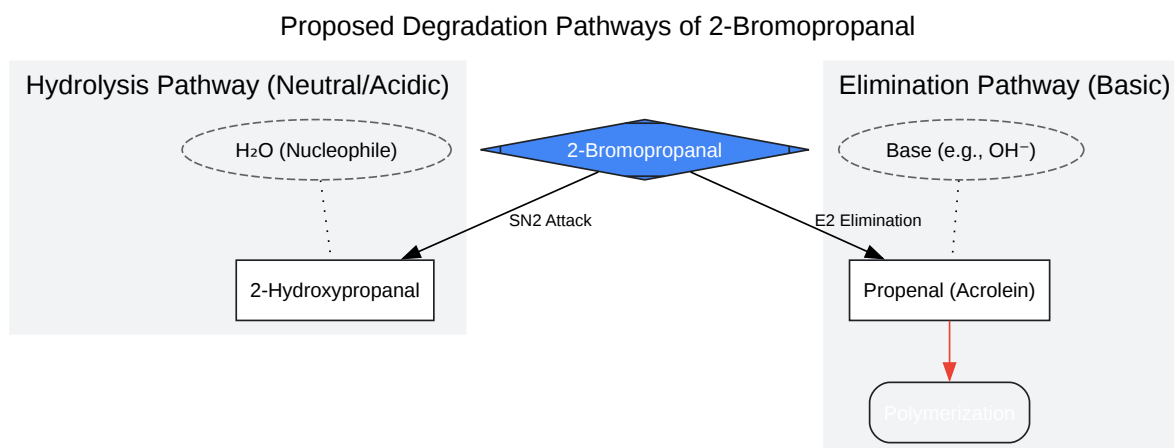 Proposed Degradation Pathways of 2-Bromopropanal
Hydrolysis Pathway (Neutral/Acidic)
Elimination Pathway (Basic)
H₂O (Nucleophile)
2-Bromopropanal
Base (e.g., OH⁻)
SN2 Attack
E2 Elimination
2-Hydroxypropanal
Propenal (Acrolein)
Polymerization